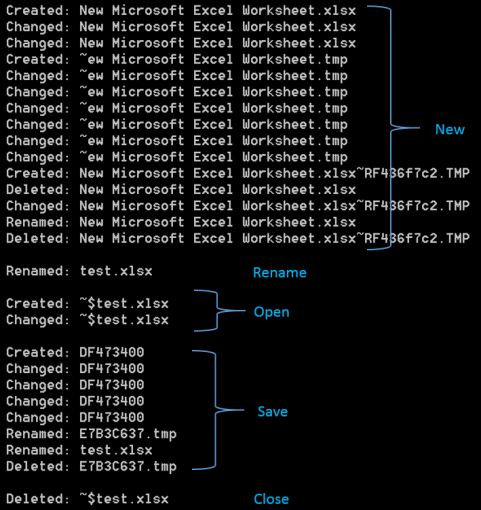 Created: New Microsoft Excel Worksheet.xlsx
Changed: New Microsoft Excel Worksheet.xlsx
Changed: New Microsoft Excel Worksheet.xlsx
Created: ~ew Microsoft Excel Worksheet.tmp
Changed: ~ew Microsoft Excel Worksheet.tmp
Changed: ~ew Microsoft Excel Worksheet.tmp
Changed: ~ew Microsoft Excel Worksheet.tmp
Changed: ~ew Microsoft Excel Worksheet.tmp
Changed: ~ew Microsoft Excel Worksheet.tmp
Changed: ~ew Microsoft Excel Worksheet.tmp
Created: New Microsoft Excel Worksheet.xlsx~RF436f7c2.TMP
Deleted: New Microsoft Excel Worksheet.xlsx
Changed: New Microsoft Excel Worksheet.xlsx~RF436f7c2.TMP
Renamed: New Microsoft Excel Worksheet.xlsx
Deleted: New Microsoft Excel Worksheet.xlsx~RF436f7c2.TMP
New
Renamed: test.xlsx
Rename
Created: ~$test.xlsx
Changed: ~$test.xlsx
Open
Created: DF473400
Changed: DF473400
Changed: DF473400
Changed: DF473400
Changed: DF473400
Renamed: E7B3C637.tmp
Renamed: test.xlsx
Deleted: E7B3C637.tmp
Save
Deleted: ~$test.xlsx
Close